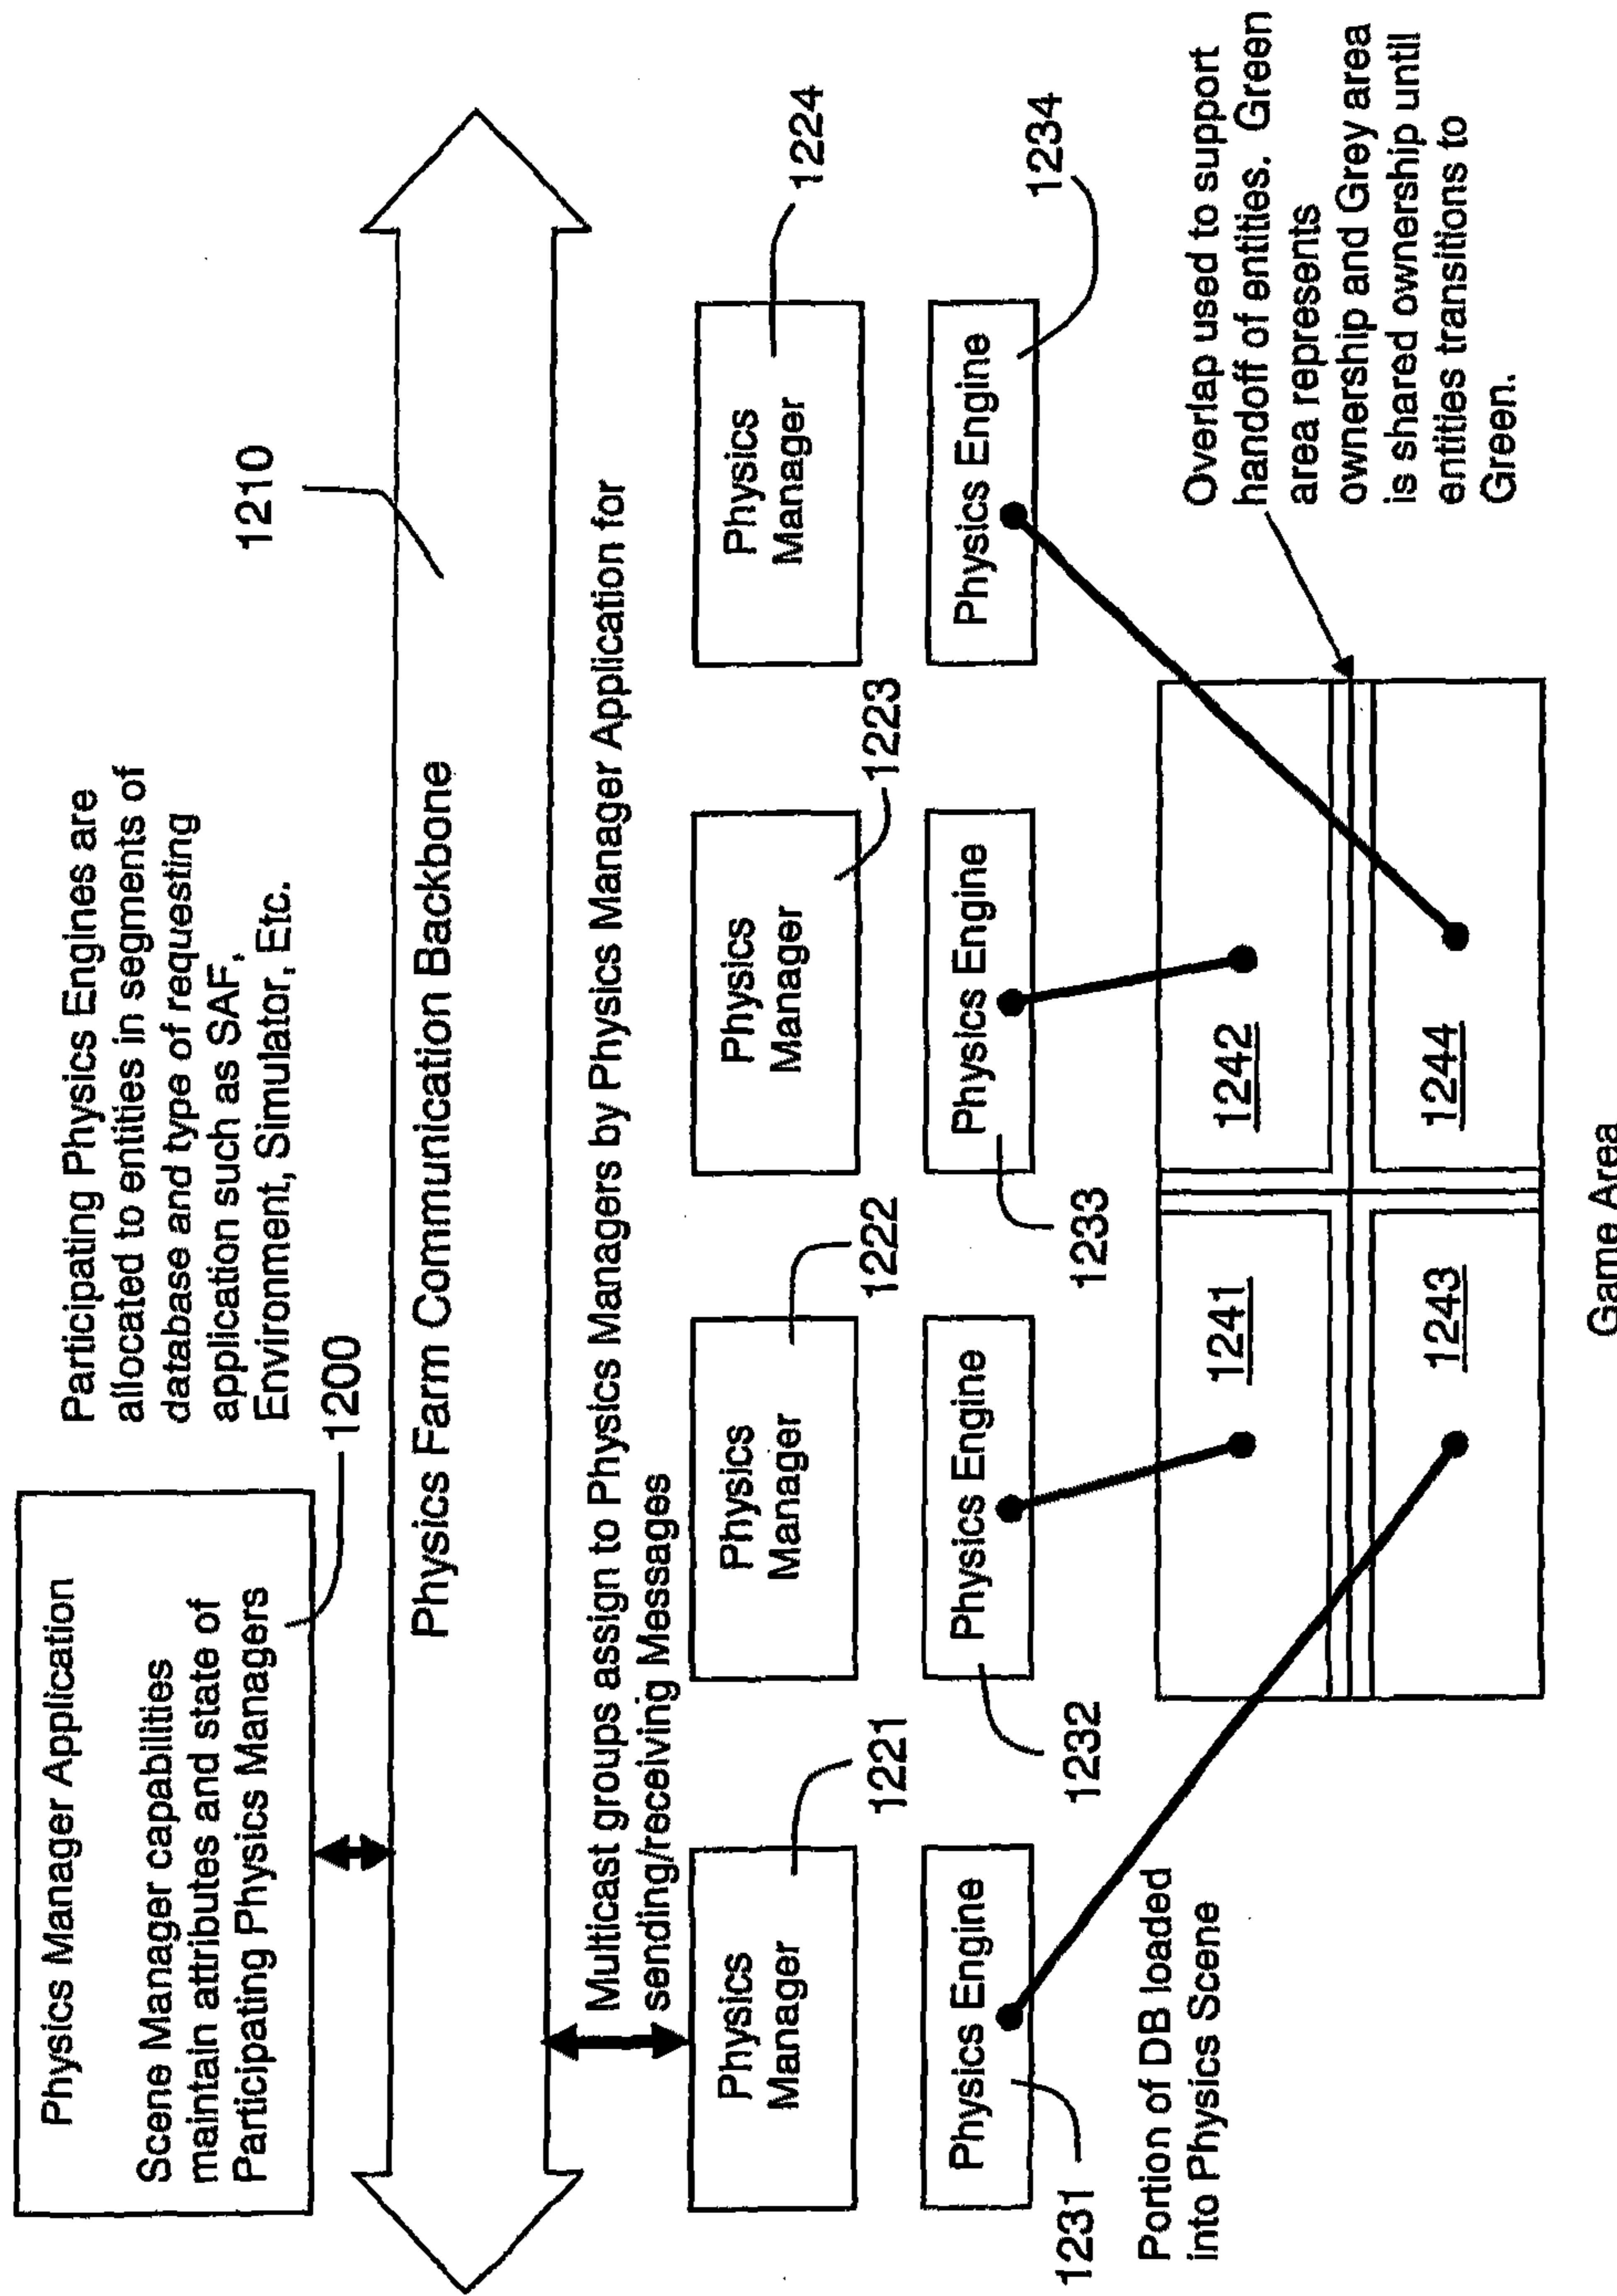 Physics Manager Application
Scene Manager capabilities
maintain attributes and state of
Participating Physics Managers
1200
Participating Physics Engines are
allocated to entities in segments of
database and type of requesting
application such as SAF,
Environment, Simulator, Etc.
1210
Physics Farm Communication Backbone
Multicast groups assign to Physics Managers by Physics Manager Application for
sending/receiving Messages
Physics
Manager
1221
Physics
Manager
1222
Physics
Manager
1223
Physics
Manager
1224
Physics Engine
1231
Physics Engine
1232
Physics Engine
1233
Physics Engine
1234
Portion of DB loaded
into Physics Scene
1241
1242
1243
1244
Overlap used to support
handoff of entities. Green
area represents
ownership and Grey area
is shared ownership until
entities transitions to
Green.
Game Area